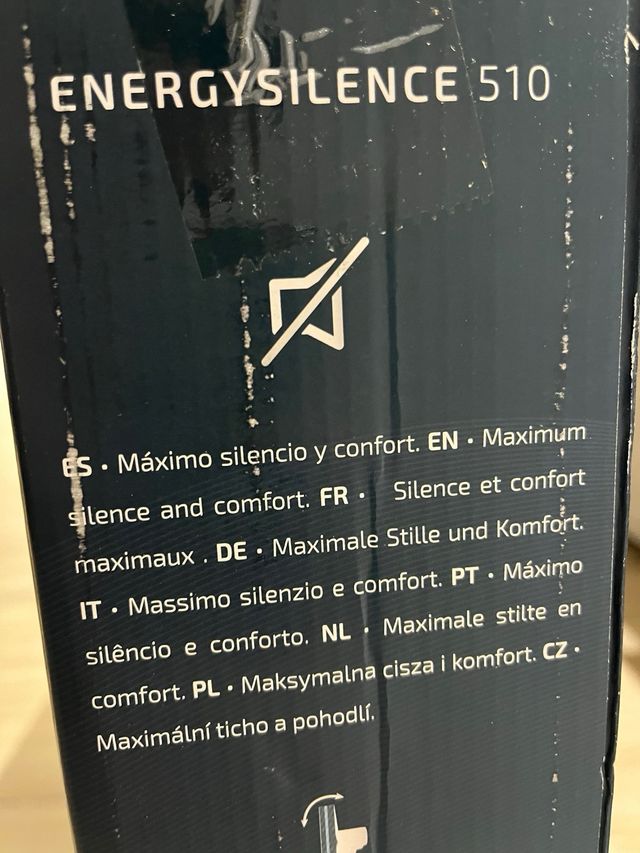 ENERGYSILENCE 510
ES • Máximo silencio y confort. EN • Maximum
silence and comfort. FR • Silence et confort
maximaux . DE • Maximale Stille und Komfort.
IT • Massimo silenzio e comfort. PT • Máximo
silêncio e conforto. NL • Maximale stilte en
comfort. PL • Maksymalna cisza i komfort. CZ •
Maximální ticho a pohodlí.